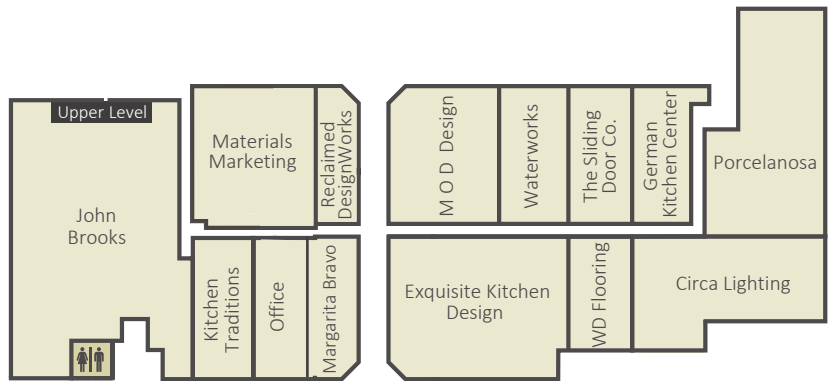 Upper Level
John
Brooks
Materials
Marketing
Reclaimed
DesignWorks
MOD Design
Waterworks
The Sliding
Door Co.
German
Kitchen Center
Porcelanosa
Kitchen
Traditions
Office
Margarita Bravo
Exquisite Kitchen
Design
WD Flooring
Circa Lighting